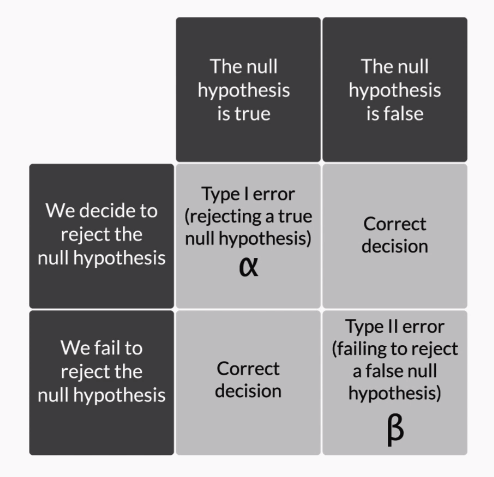 The null
hypothesis
is true
The null
hypothesis
is false
We decide to
reject the
null hypothesis
Type I error
(rejecting a true
null hypothesis)
α
Correct
decision
We fail to
reject the
null hypothesis
Correct
decision
Type II error
(failing to reject
a false null
hypothesis)
β